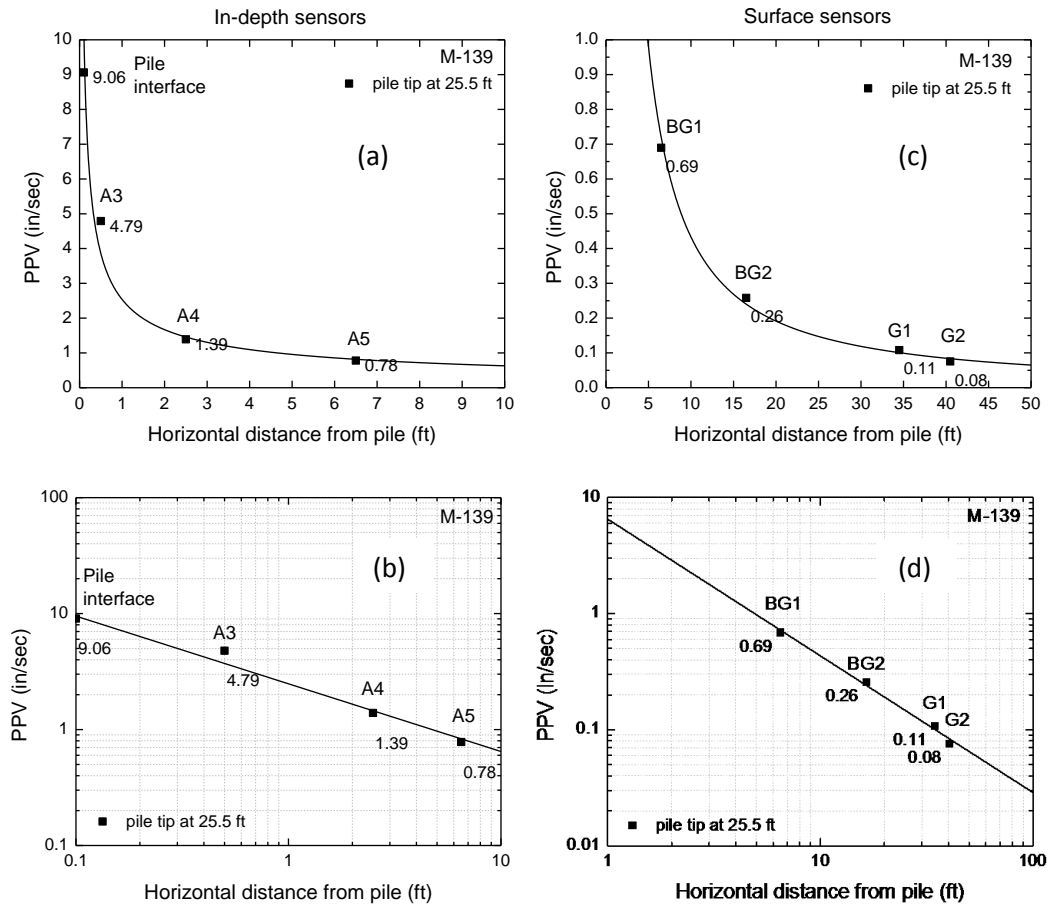 In-depth sensors
10
9
8
7
6
5
4
3
2
1
0
PPV (in/sec)
9.06
Pile
interface
M-139
pile tip at 25.5 ft
(a)
A3
4.79
A4
1.39
A5
0.78
0 1 2 3 4 5 6 7 8 9 10
Horizontal distance from pile (ft)
Surface sensors
1.0
0.9
0.8
0.7
0.6
0.5
0.4
0.3
0.2
0.1
0.0
PPV (in/sec)
M-139
pile tip at 25.5 ft
BG1
0.69
(c)
BG2
0.26
G1
G2
0.11
0.08
0 5 10 15 20 25 30 35 40 45 50
Horizontal distance from pile (ft)
100
10
1
0.1
PPV (in/sec)
M-139
(b)
Pile
interface
9.06
A3
4.79
A4
1.39
A5
0.78
pile tip at 25.5 ft
0.1 1 10
Horizontal distance from pile (ft)
10
1
0.1
0.01
PPV (In/sec)
M-139
(d)
BG1
0.69
BG2
0.26
G1
G2
0.11
0.08
pile tip at 25.5 ft
1 10 100
Horizontal distance from pile (ft)